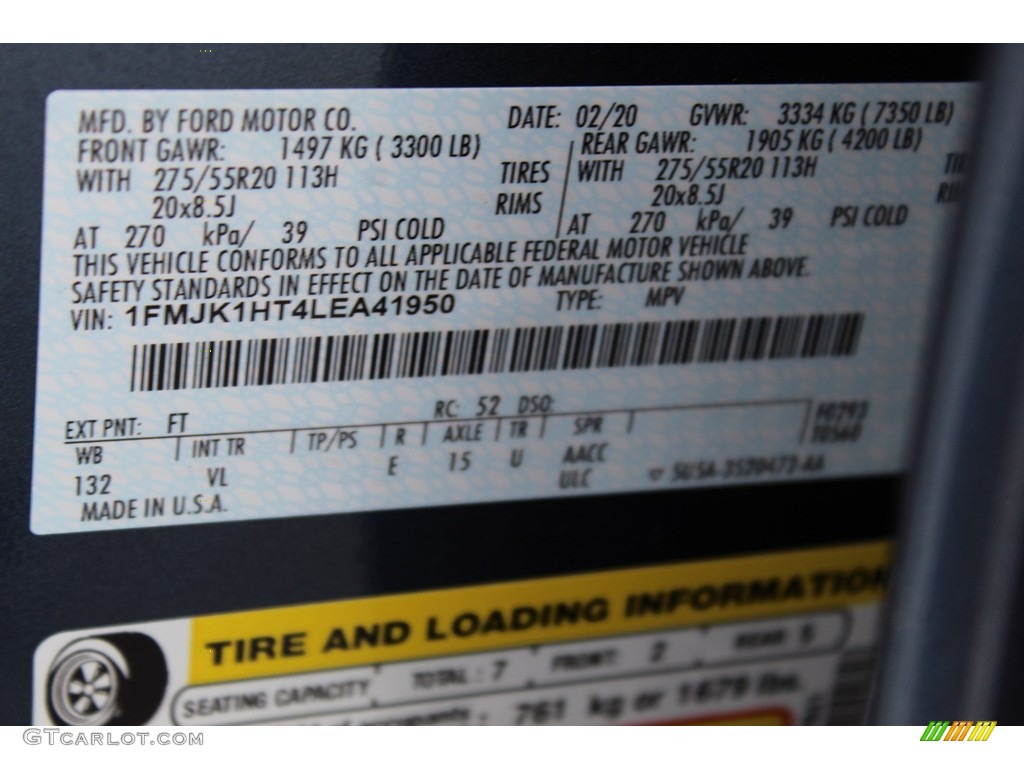 MFD. BY FORD MOTOR CO. DATE: 02/20 GVWR: 3334 KG ( 7350 LB)
FRONT GAWR: 1497 KG ( 3300 LB) REAR GAWR: 1905 KG ( 4200 LB)
WITH 275/55R20 113H TIRES WITH 275/55R20 113H
20x8.5J RIMS 20x8.5J
AT 270 kPa/ 39 PSI COLD AT 270 kPa/ 39 PSI COLD
THIS VEHICLE CONFORMS TO ALL APPLICABLE FEDERAL MOTOR VEHICLE
SAFETY STANDARDS IN EFFECT ON THE DATE OF MANUFACTURE SHOWN ABOVE.
VIN: 1FMJK1HT4LEA41950 TYPE: MPV
EXT PNT: FT RC: 52 DSO:
WB INT TR TP/PS R AXLE TR SPR
132 VL E 15 U AACC
ULC
MADE IN U.S.A.
TIRE AND LOADING INFORMATION
SEATING CAPACITY TOTAL: 7 FRONT: 2 REAR: 5
761 kg or 1679 lbs.
GTcarlot.com